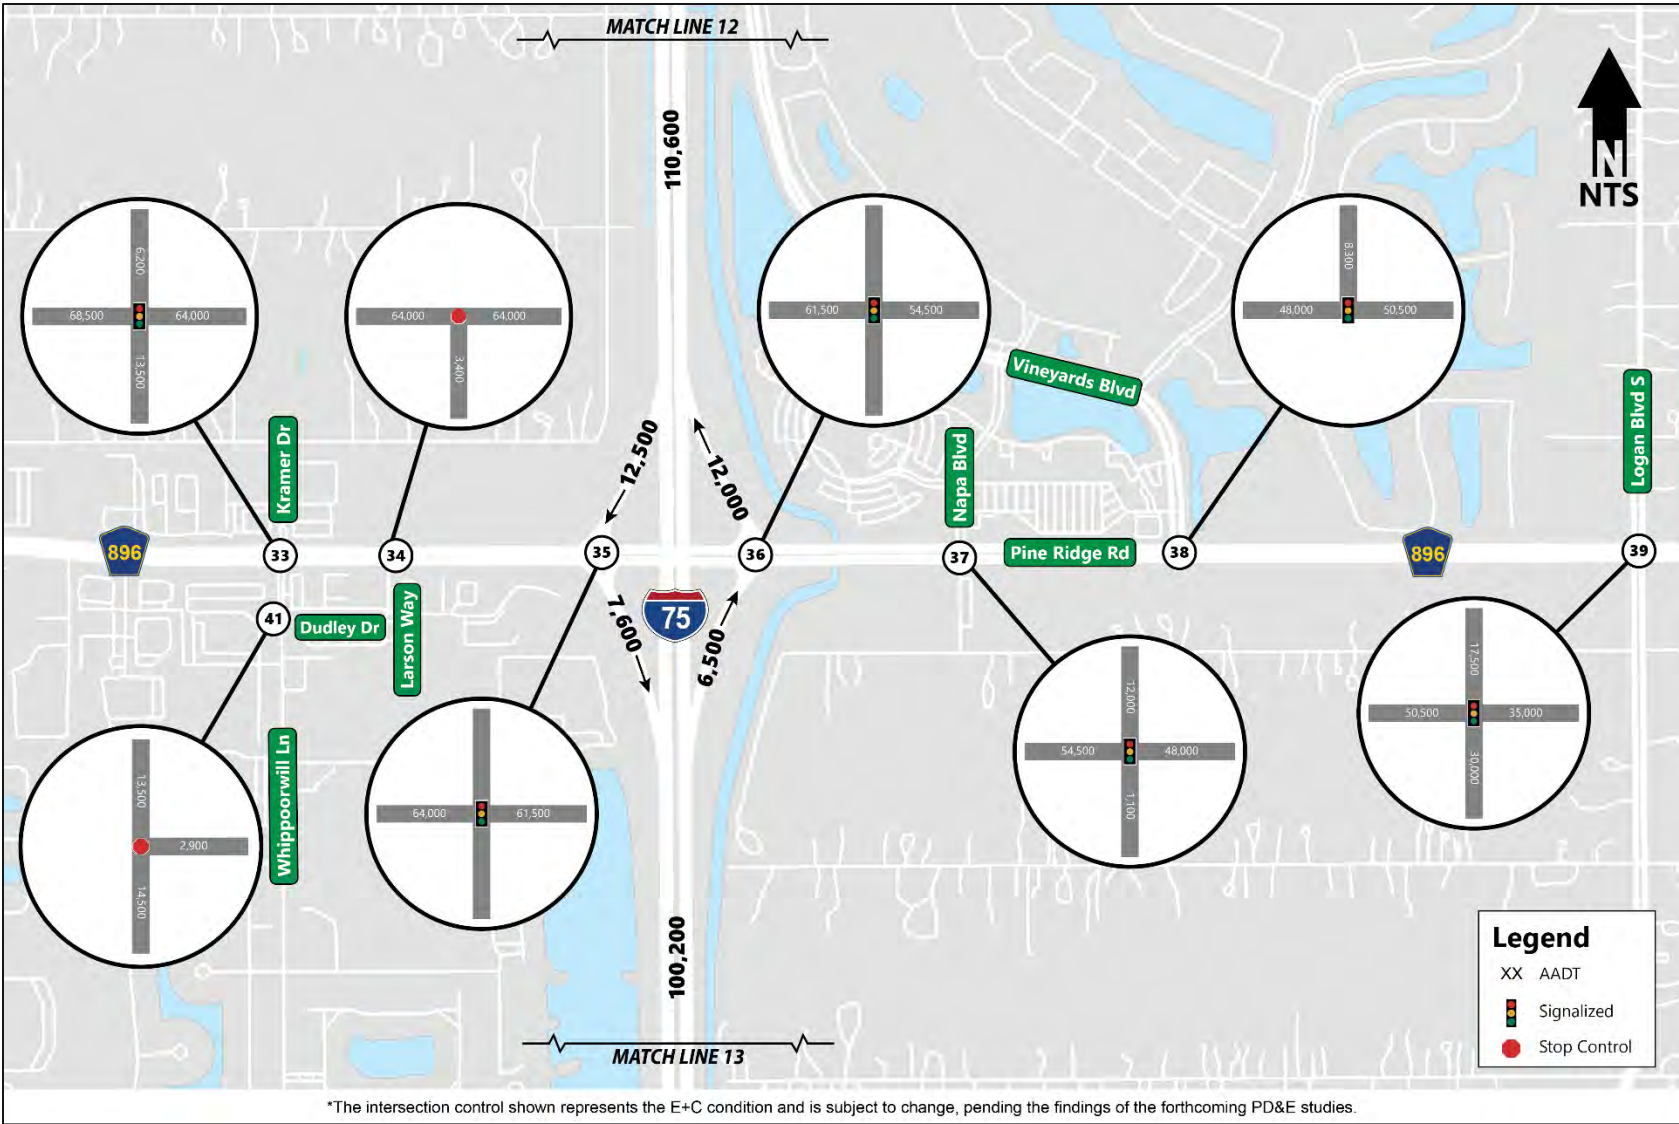 MATCH LINE 12
110,600
N
NTS
6,200
68,500
64,000
13,500
64,000
64,000
3,400
61,500
54,500
8,300
48,000
50,500
Vineyards Blvd
Kramer Dr
Napa Blvd
Logan Blvd S
12,500
12,000
896
33
34
35
36
37
Pine Ridge Rd
38
896
39
41
Dudley Dr
Larson Way
7,600
75
6,500
Whippoorwill Ln
13,500
2,900
14,500
64,000
61,500
12,000
54,500
48,000
1,100
17,500
50,500
35,000
30,000
100,200
MATCH LINE 13
Legend
XX AADT
Signalized
Stop Control
*The intersection control shown represents the E+C condition and is subject to change, pending the findings of the forthcoming PD&E studies.